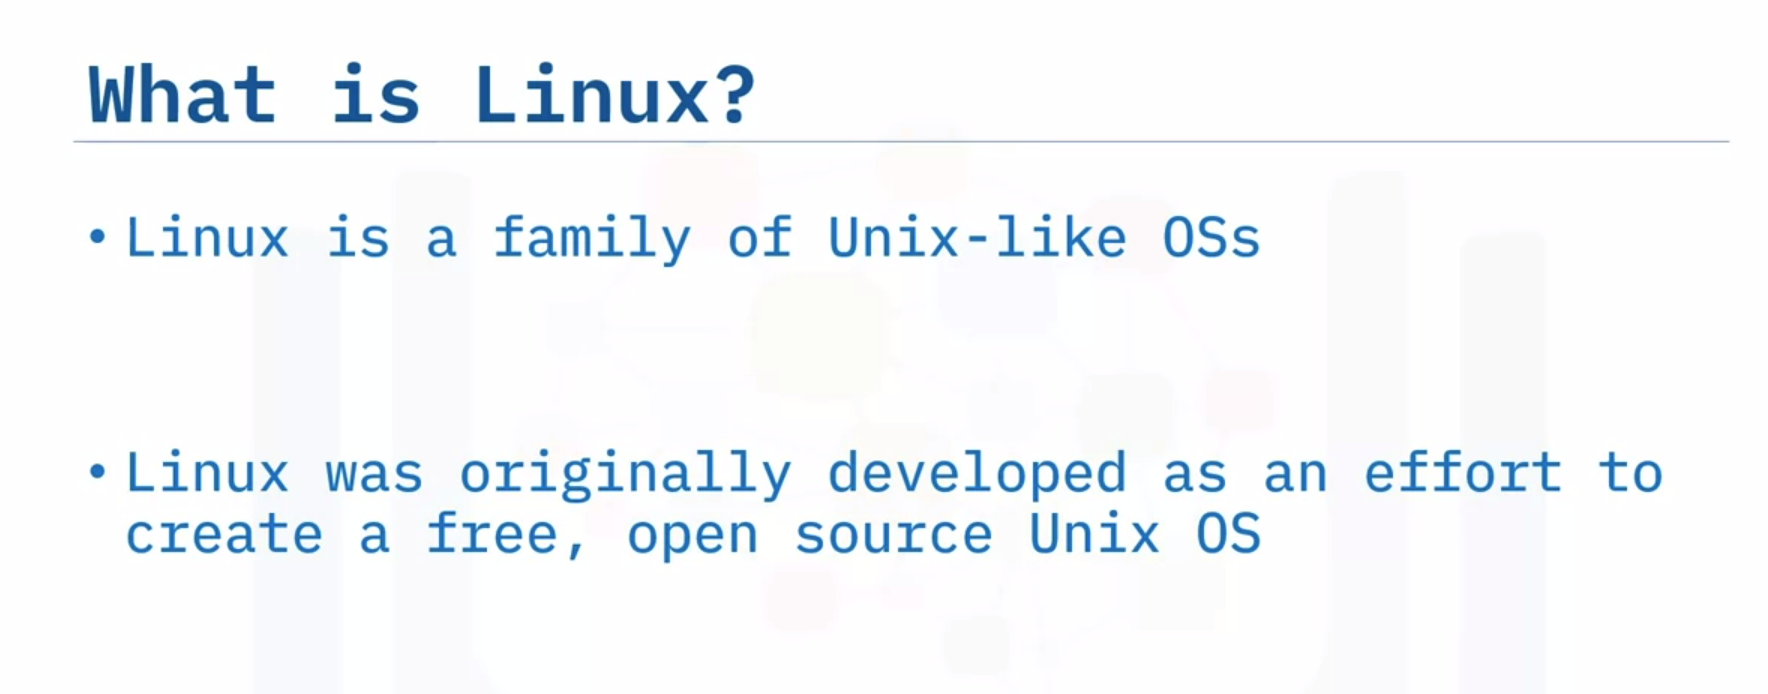 What is Linux?
• Linux is a family of Unix-like OSs
• Linux was originally developed as an effort to
create a free, open source Unix OS